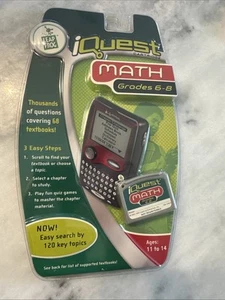 LEAP FROG
iQuest
MATH
Grades 6-8
Thousands
of questions
covering 68
textbooks!
3 Easy Steps
1. Scroll to find your
textbook or choose
a topic.
2. Select a chapter
to study.
3. Play fun quiz games
to master the chapter
material.
iQuest
MATH
NOW!
Easy search by
120 key topics
Ages:
11 to 14
See back for list of supported textbooks!